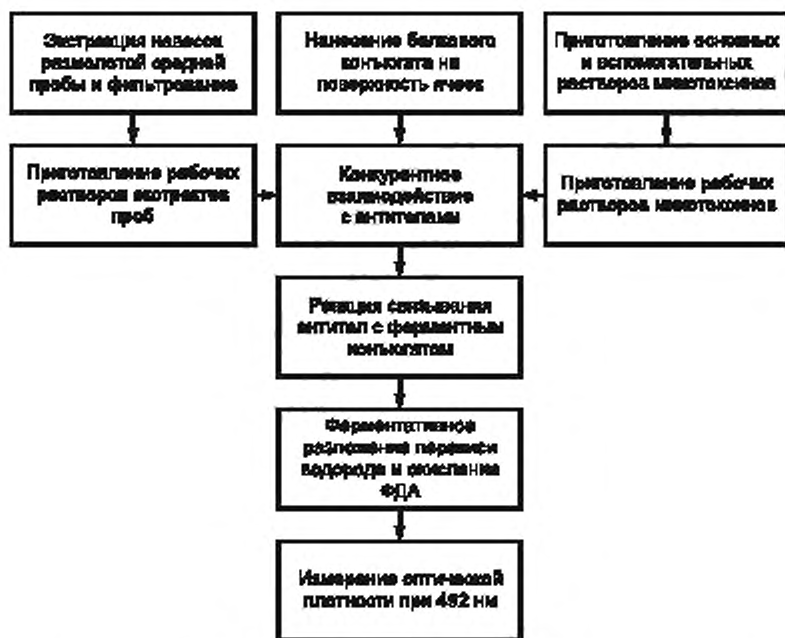 Экстракция навесок
размолотой средней
пробы и фильтрование
Нанесение белкового
конъюгата на
поверхность ячеек
Приготовление основных
и вспомогательных
растворов микотоксинов
Приготовление рабочих
растворов экстрактов
проб
Конкурентное
взаимодействие
с антителами
Приготовление рабочих
растворов микотоксинов
Реакция связывания
антител с ферментным
конъюгатом
Ферментативное
разложение перекиси
водорода и окисление
ФДА
Измерение оптической
плотности при 492 нм